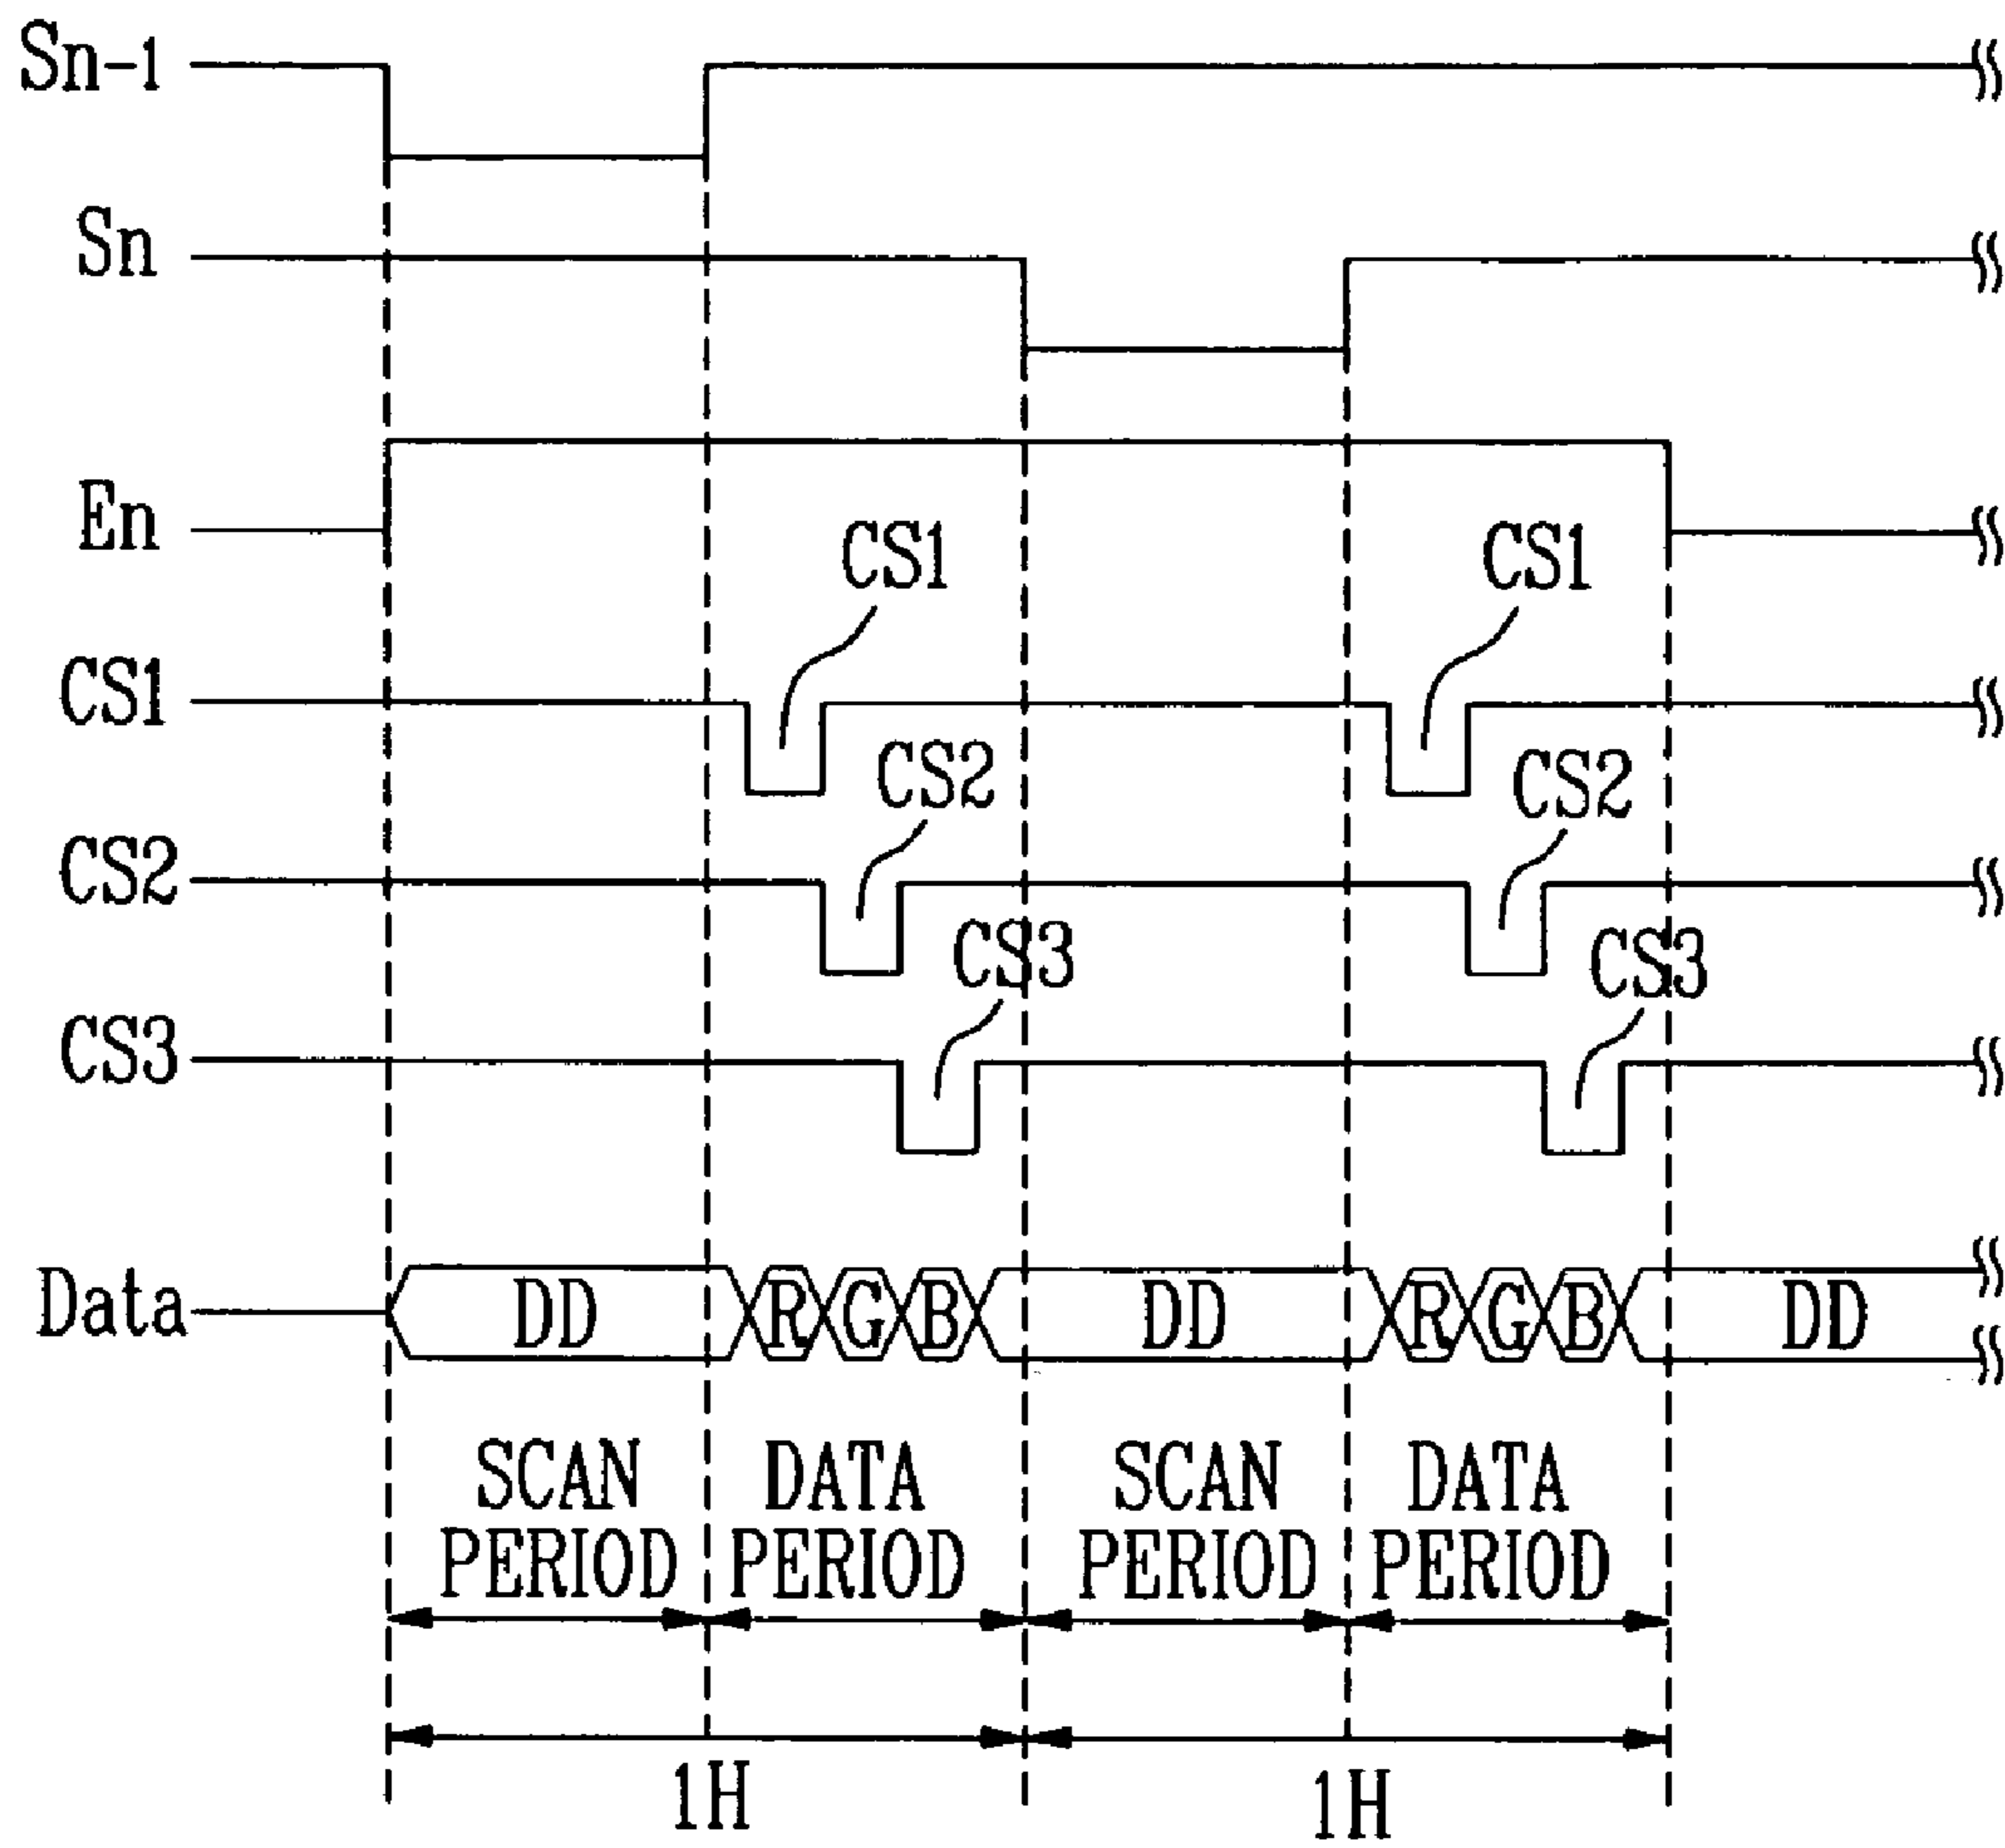 Sn-1
Sn
En
CS1 CS1
CS1
CS2 CS2
CS2
CS3 CS3
CS3
Data DD R G B DD R G B DD
SCAN PERIOD DATA PERIOD SCAN PERIOD DATA PERIOD
1H 1H